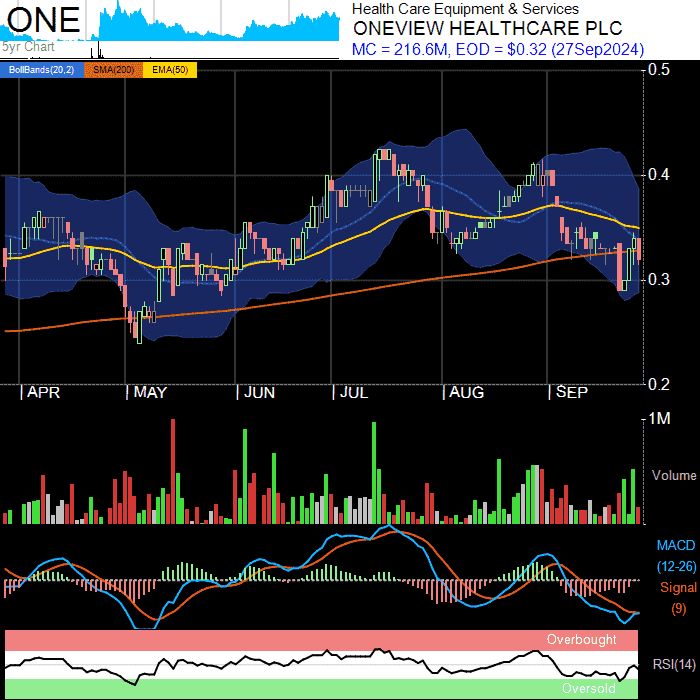 ONE
5yr Chart
Health Care Equipment & Services
ONEVIEW HEALTHCARE PLC
MC = 216.6M, EOD = $0.32 (27Sep2024)
BollBands(20,2) SMA(200) EMA(50)
0.5
0.4
0.3
0.2
| APR | MAY | JUN | JUL | AUG | SEP
1M
Volume
MACD
(12-26)
Signal
(9)
Overbought
RSI(14)
Oversold